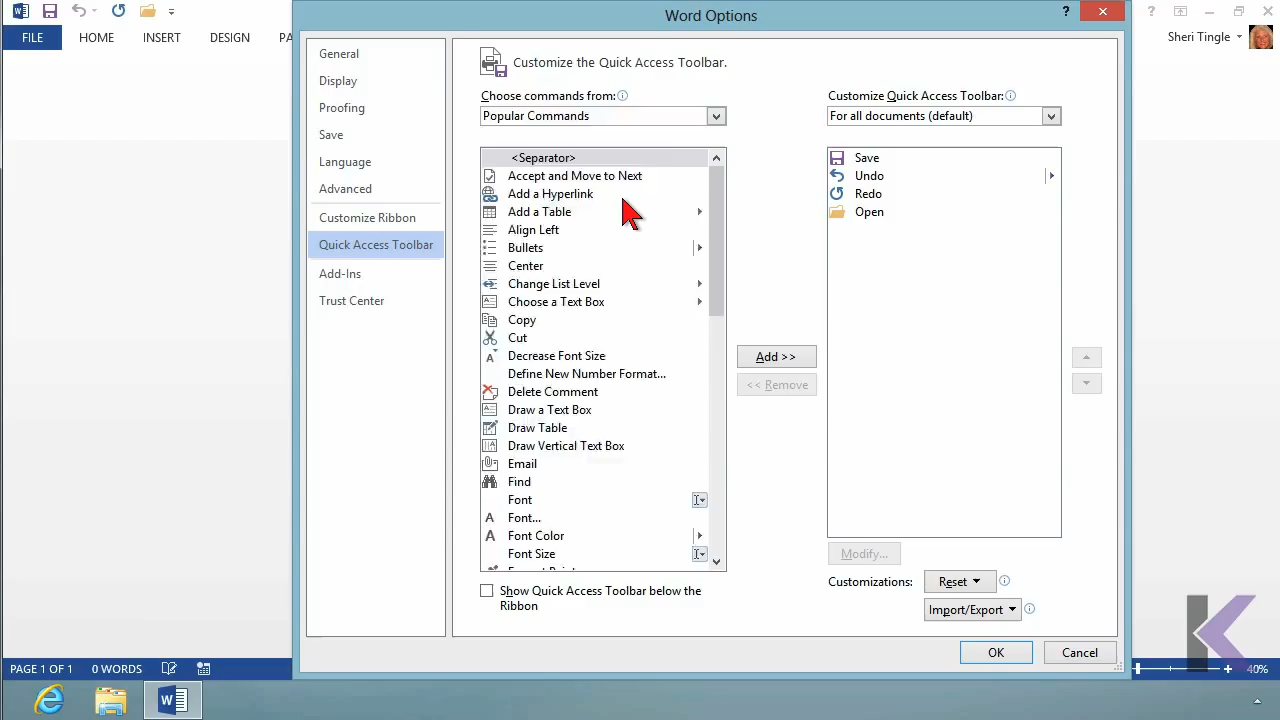 Word Options
?
?
FILE
HOME
INSERT
DESIGN
PA
Sheri Tingle
General
Display
Proofing
Save
Language
Advanced
Customize Ribbon
Quick Access Toolbar
Add-Ins
Trust Center
Customize the Quick Access Toolbar.
Choose commands from:
Popular Commands
<Separator>
Accept and Move to Next
Add a Hyperlink
Add a Table
Align Left
Bullets
Center
Change List Level
Choose a Text Box
Copy
Cut
Decrease Font Size
Define New Number Format...
Delete Comment
Draw a Text Box
Draw Table
Draw Vertical Text Box
Email
Find
Font
Font...
Font Color
Font Size
Show Quick Access Toolbar below the
Ribbon
Add >>
<< Remove
Customize Quick Access Toolbar:
For all documents (default)
Save
Undo
Redo
Open
Modify...
Customizations:
Reset
Import/Export
OK
Cancel
PAGE 1 OF 1
0 WORDS
40%